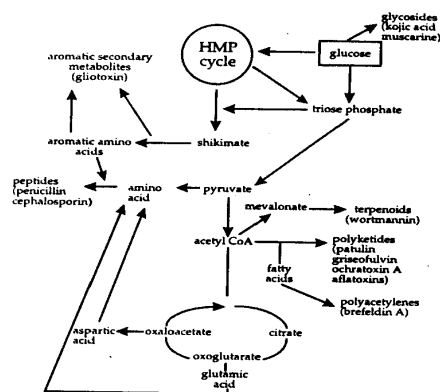 glycosides
(kojic acid
muscarine)
aromatic secondary
metabolites
(gliotoxin)
HMP
cycle
glucose
triose phosphate
aromatic amino
acids
shikimate
peptides
(penicillin
cephalosporin)
amino
acid
pyruvate
mevalonate
terpenoids
(wortmannin)
acetyl CoA
polyketides
(patulin
griseofulvin
ochratoxin A
aflatoxins)
fatty
acids
polyacetylenes
(brefeldin A)
aspartic
acid
oxaloacetate
citrate
oxoglutarate
glutamic
acid